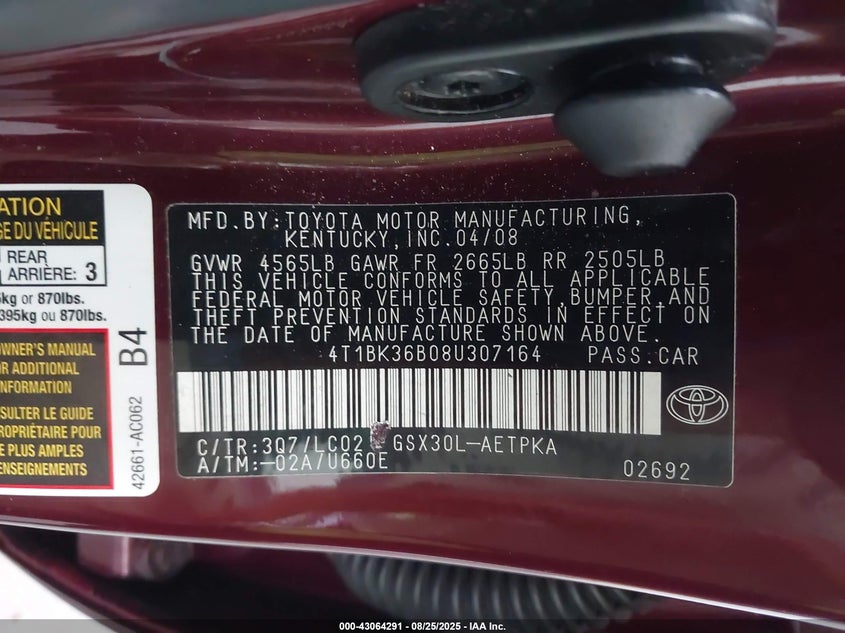 ATION
GE DU VÉHICULE
REAR
ARRIÈRE: 3
kg or 870lbs.
395kg ou 870lbs.
OWNER'S MANUAL
OR ADDITIONAL
INFORMATION
SULTER LE GUIDE
PROPRIÉTAIRE POUR
PLUS AMPLES
SEIGNEMENTS
B4
42661-AC062
MFD.BY:TOYOTA MOTOR MANUFACTURING,
KENTUCKY,INC.04/08
GVWR 4565LB GAWR FR 2665LB RR 2505LB
THIS VEHICLE CONFORMS TO ALL APPLICABLE
FEDERAL MOTOR VEHICLE SAFETY,BUMPER,AND
THEFT PREVENTION STANDARDS IN EFFECT ON
THE DATE OF MANUFACTURE SHOWN ABOVE.
4T1BK36B08U307164 PASS.CAR
C/TR:3Q7/LC02 GSX30L-AETPKA
A/TM:-02A/U660E
02692
000-43064291 - 08/25/2025 - IAA Inc.